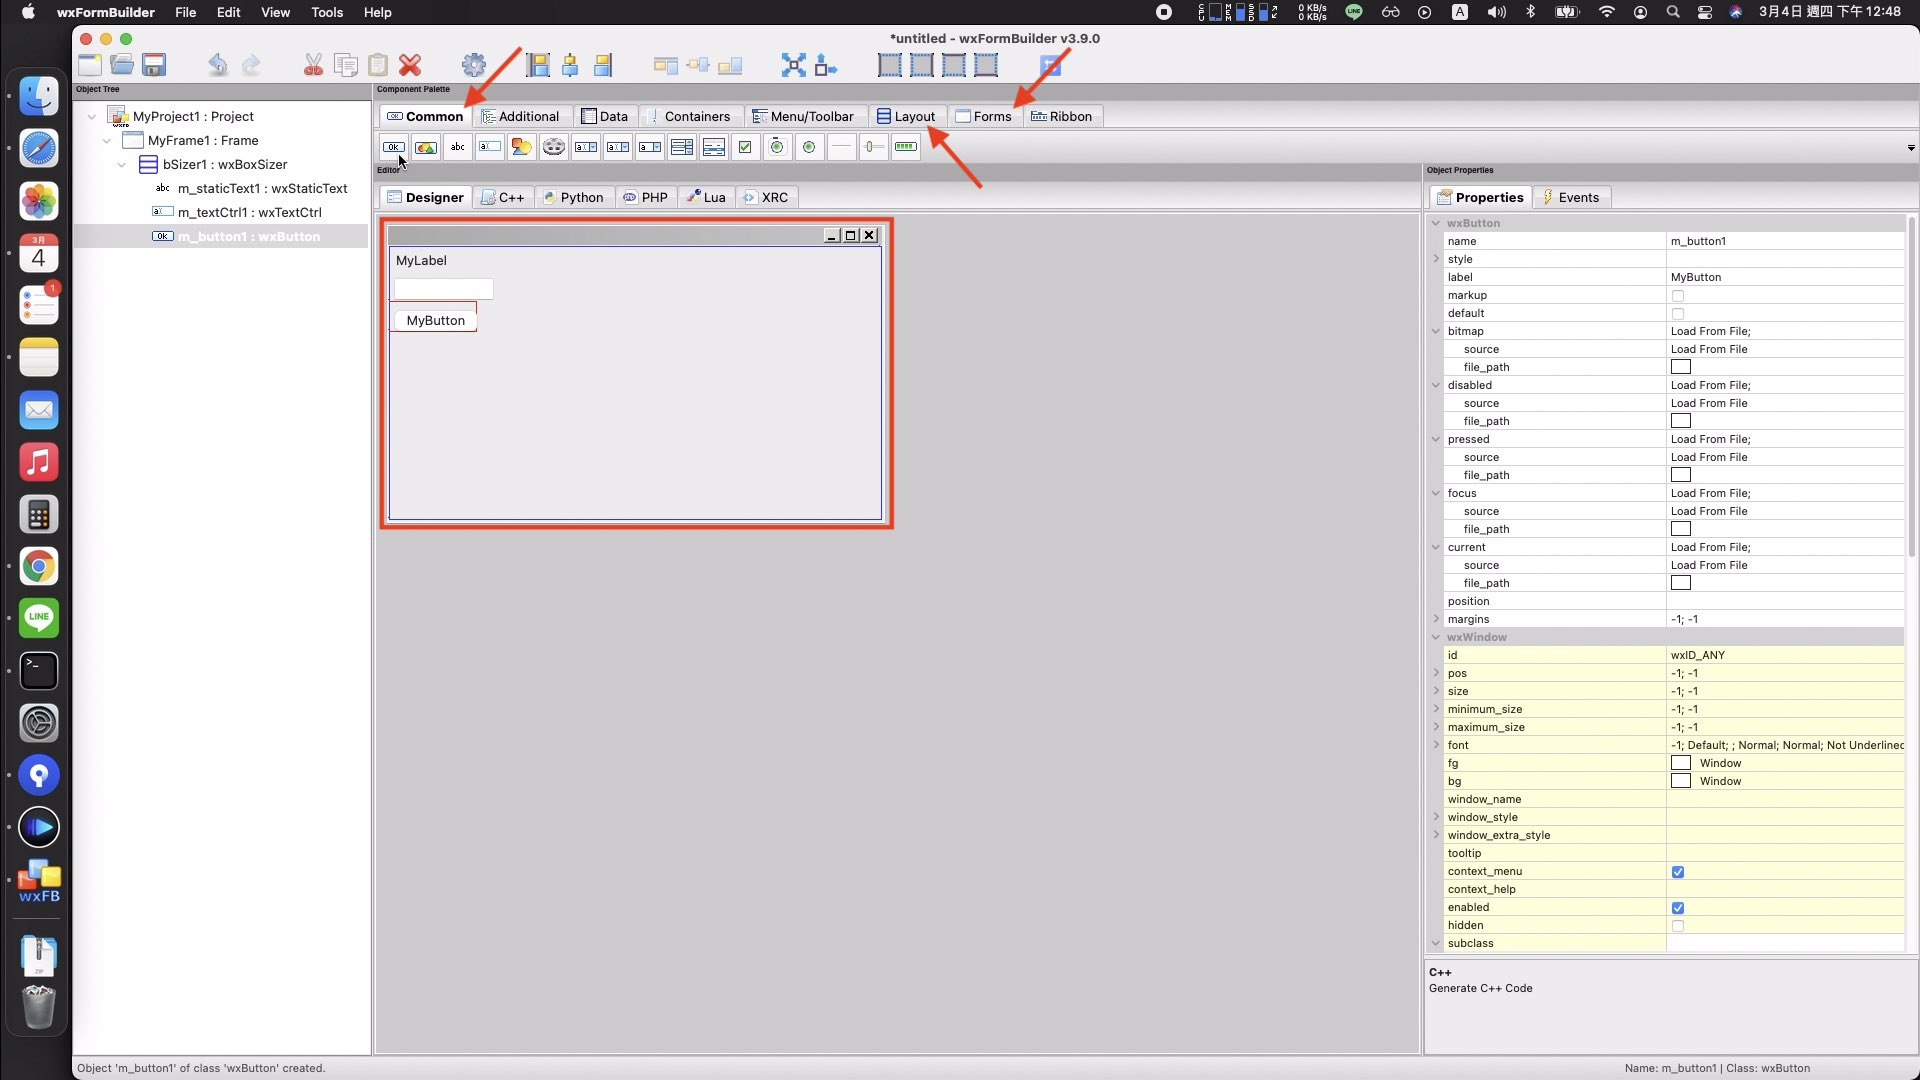 wxFormBuilder File Edit View Tools Help
0 KB/s
0 KB/s
A
3月4日 週四 下午 12:48
*untitled - wxFormBuilder v3.9.0
Object Tree
MyProject1 : Project
MyFrame1 : Frame
bSizer1 : wxBoxSizer
abc m_staticText1 : wxStaticText
m_textCtrl1 : wxTextCtrl
Ok m_button1 : wxButton
Component Palette
Common Additional Data Containers Menu/Toolbar Layout Forms Ribbon
Ok abc
Editor
Designer C++ Python PHP Lua XRC
MyLabel
MyButton
Object Properties
Properties Events
wxButton
name m_button1
style
label MyButton
markup
default
bitmap Load From File;
source Load From File
file_path
disabled Load From File;
source Load From File
file_path
pressed Load From File;
source Load From File
file_path
focus Load From File;
source Load From File
file_path
current Load From File;
source Load From File
file_path
position
margins -1; -1
wxWindow
id wxID_ANY
pos -1; -1
size -1; -1
minimum_size -1; -1
maximum_size -1; -1
font -1; Default; ; Normal; Normal; Not Underlined
fg Window
bg Window
window_name
window_style
window_extra_style
tooltip
context_menu
context_help
enabled
hidden
subclass
C++
Generate C++ Code
3月
4
1
LINE
wxFB
ZIP
Object 'm_button1' of class 'wxButton' created.
Name: m_button1 | Class: wxButton